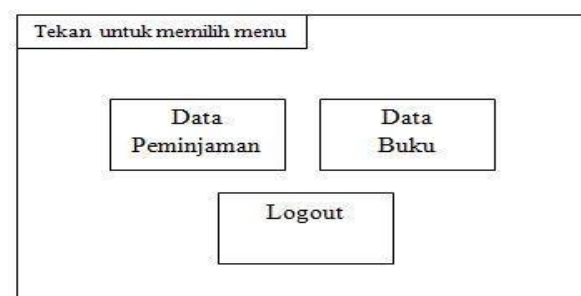 Tekan untuk memilih menu
Data
Peminjaman
Data
Buku
Logout